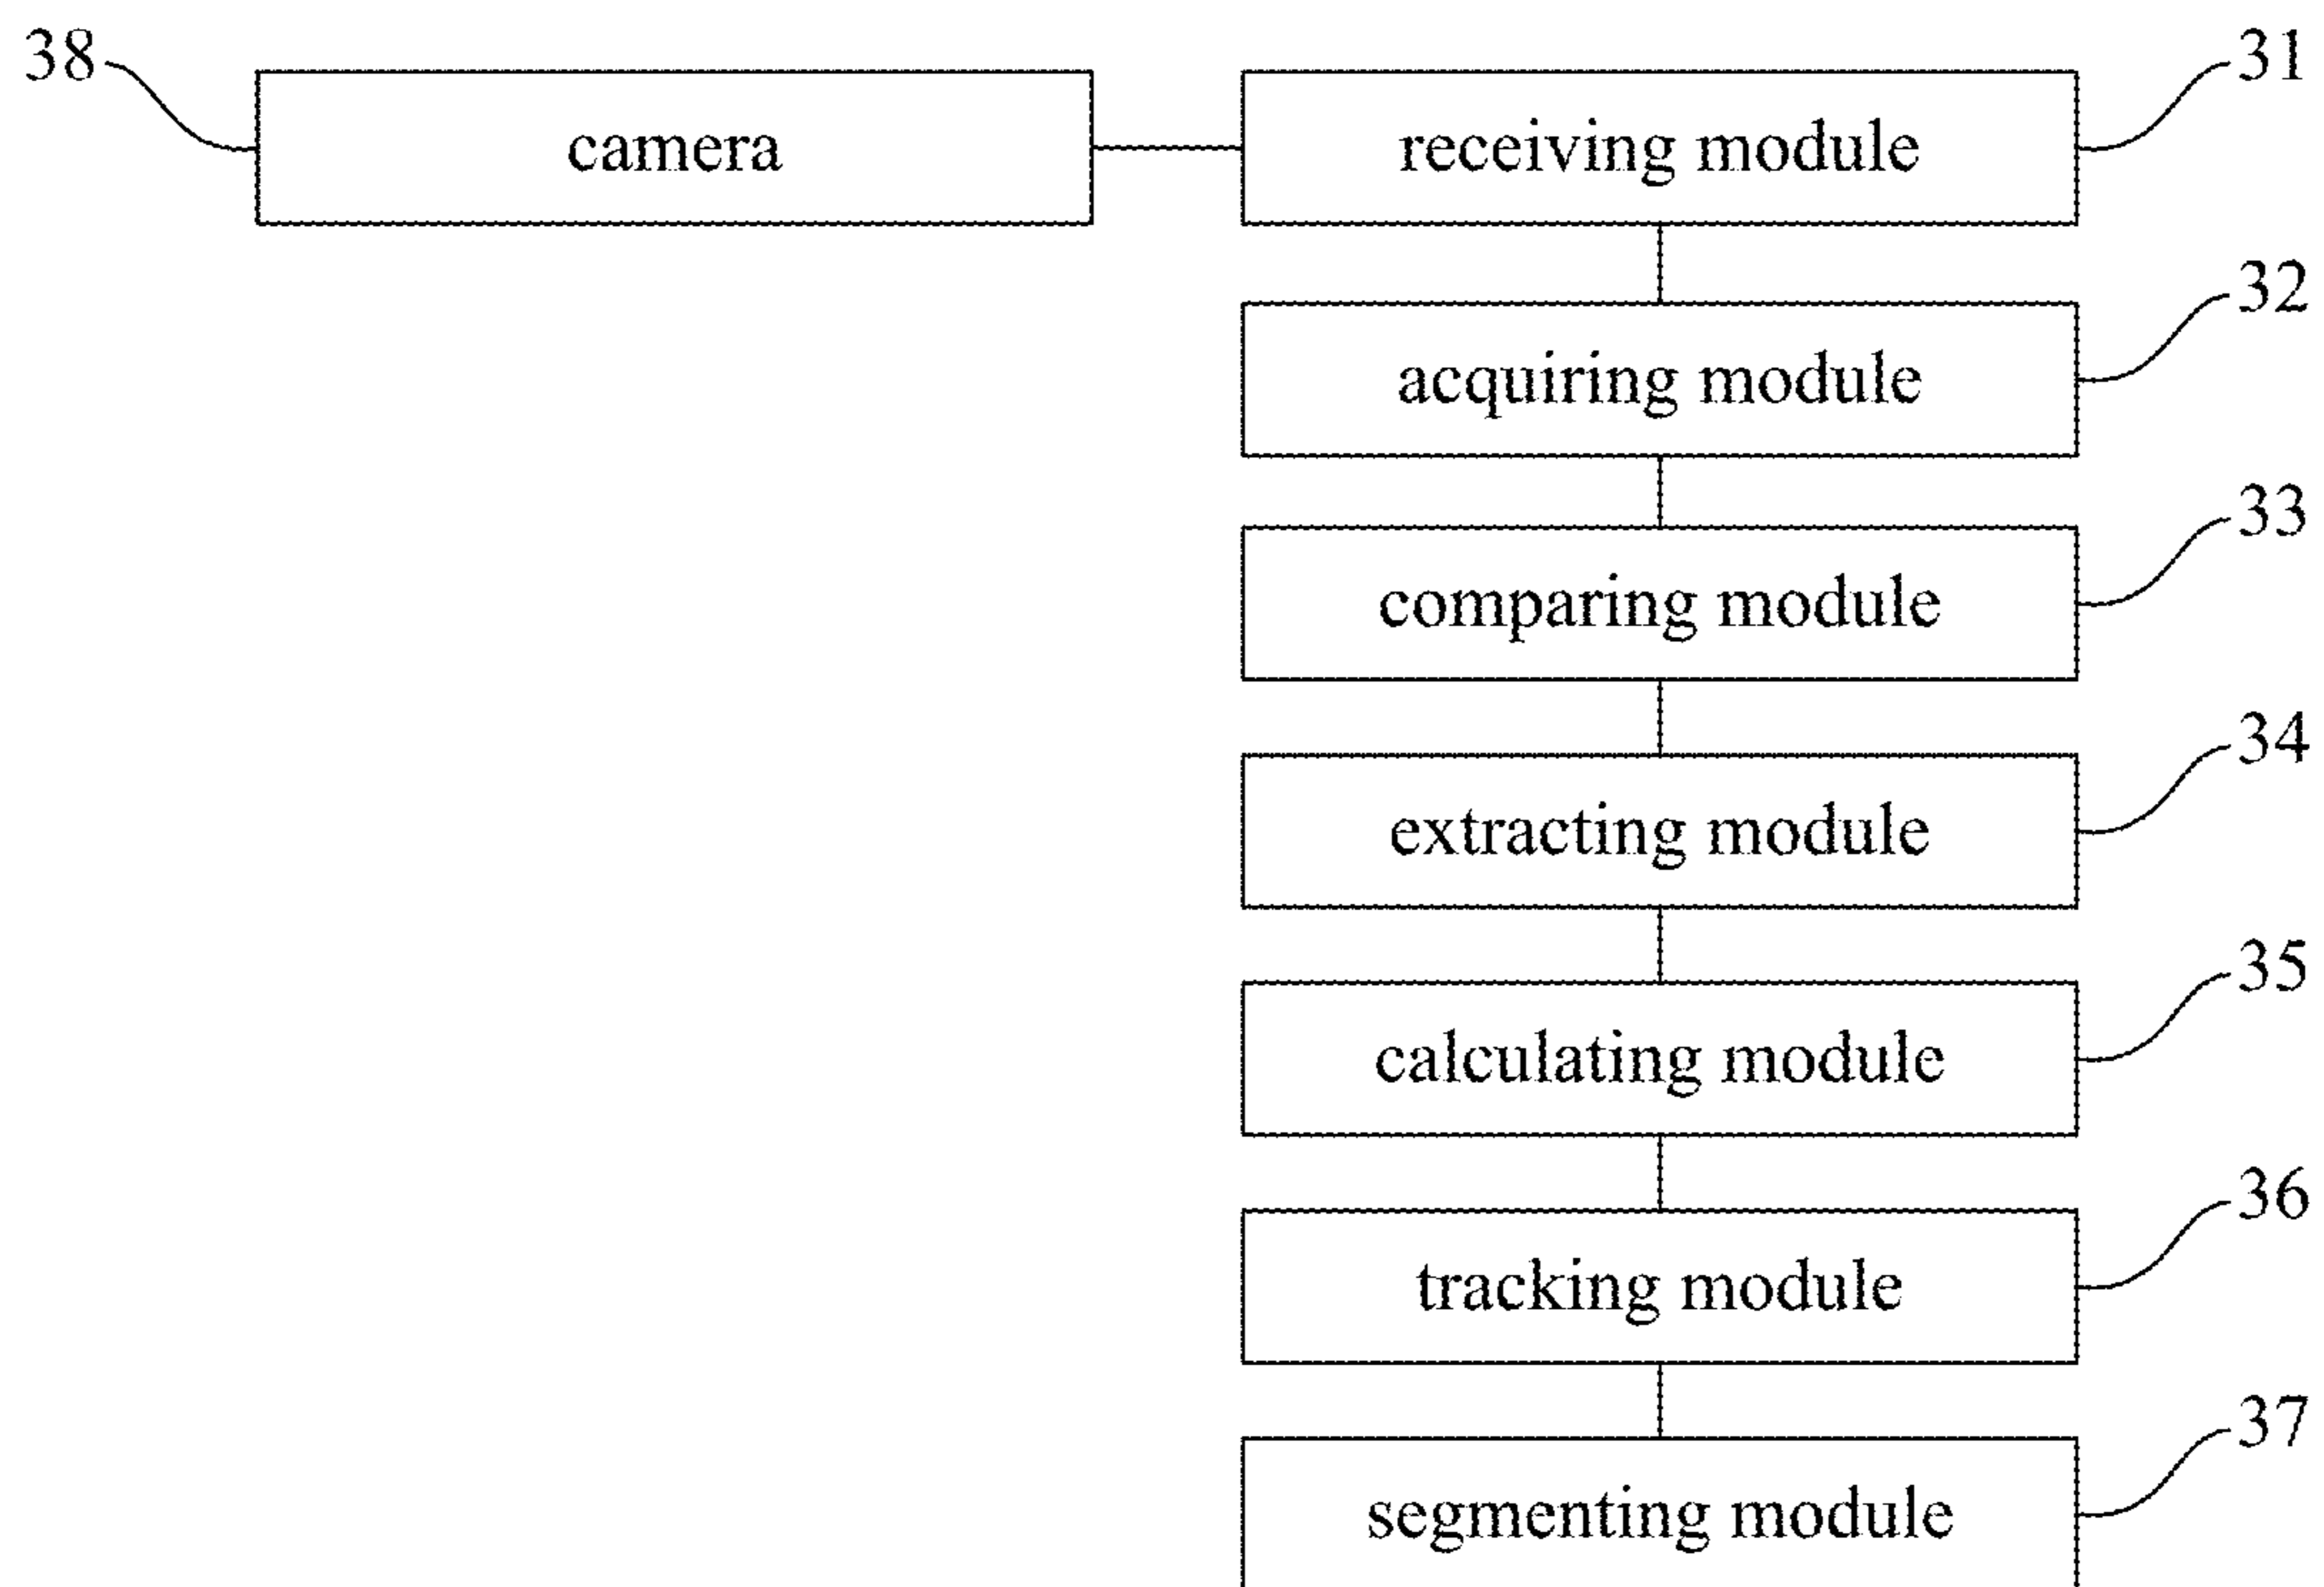 38
camera
receiving module
31
acquiring module
32
comparing module
33
extracting module
34
calculating module
35
tracking module
36
segmenting module
37